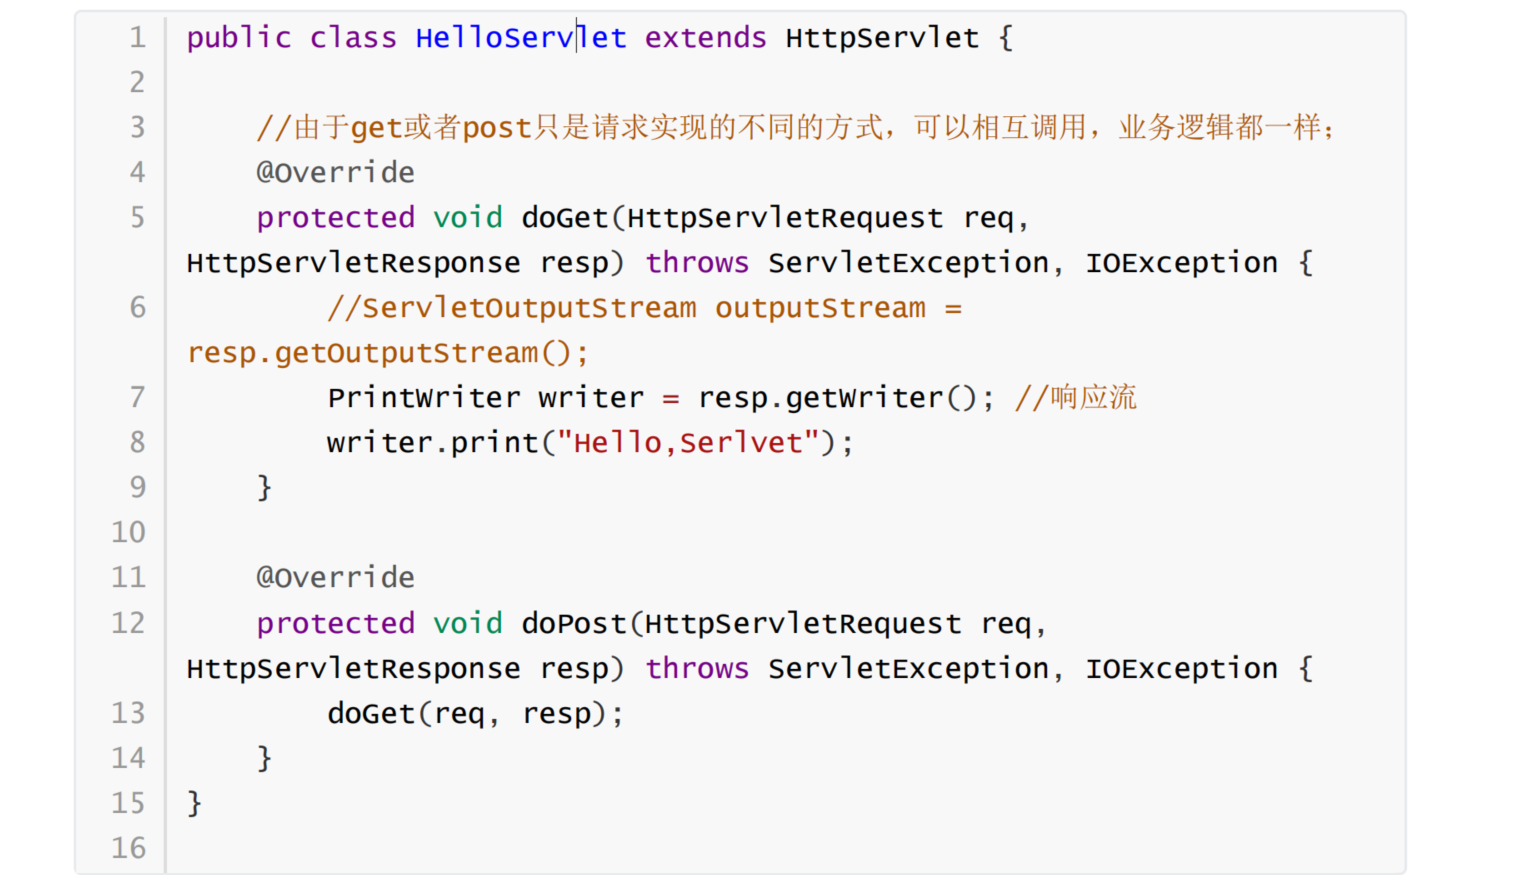 1 public class HelloServlet extends HttpServlet {
2
3 //由于get或者post只是请求实现的不同的方式，可以相互调用，业务逻辑都一样；
4 @Override
5 protected void doGet(HttpServletRequest req,
HttpServletResponse resp) throws ServletException, IOException {
6 //ServletOutputStream outputStream =
resp.getOutputStream();
7 PrintWriter writer = resp.getWriter(); //响应流
8 writer.print("Hello,Serlvet");
9 }
10
11 @Override
12 protected void doPost(HttpServletRequest req,
HttpServletResponse resp) throws ServletException, IOException {
13 doGet(req, resp);
14 }
15 }
16